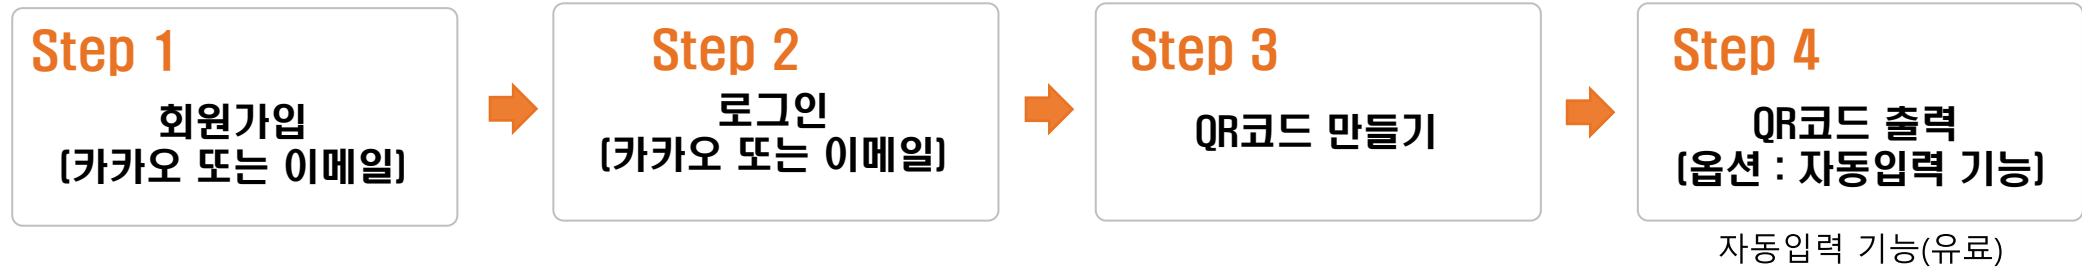 Step 1
회원가입
(카카오 또는 이메일)
Step 2
로그인
(카카오 또는 이메일)
Step 3
QR코드 만들기
Step 4
QR코드 출력
(옵션 : 자동입력 기능)
자동입력 기능(유료)